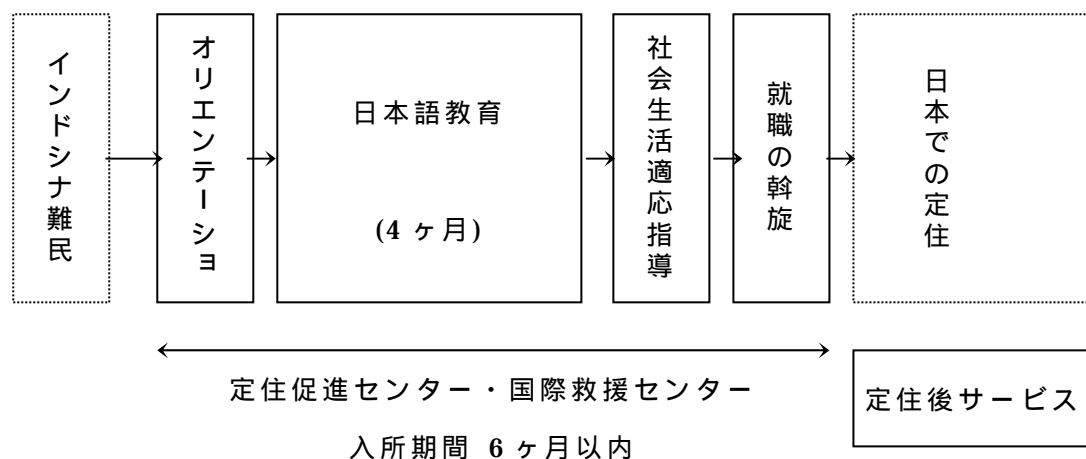 インドシナ難民
オリエンテーショ
日本語教育
(4 ヶ月)
社会生活適応指導
就職の斡旋
日本での定住
定住促進センター・国際救援センター
入所期間 6 ヶ月以内
定住後サービス